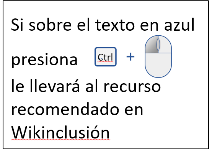 Si sobre el texto en azul
presiona Ctrl +
le llevará al recurso
recomendado en
Wikinclusión